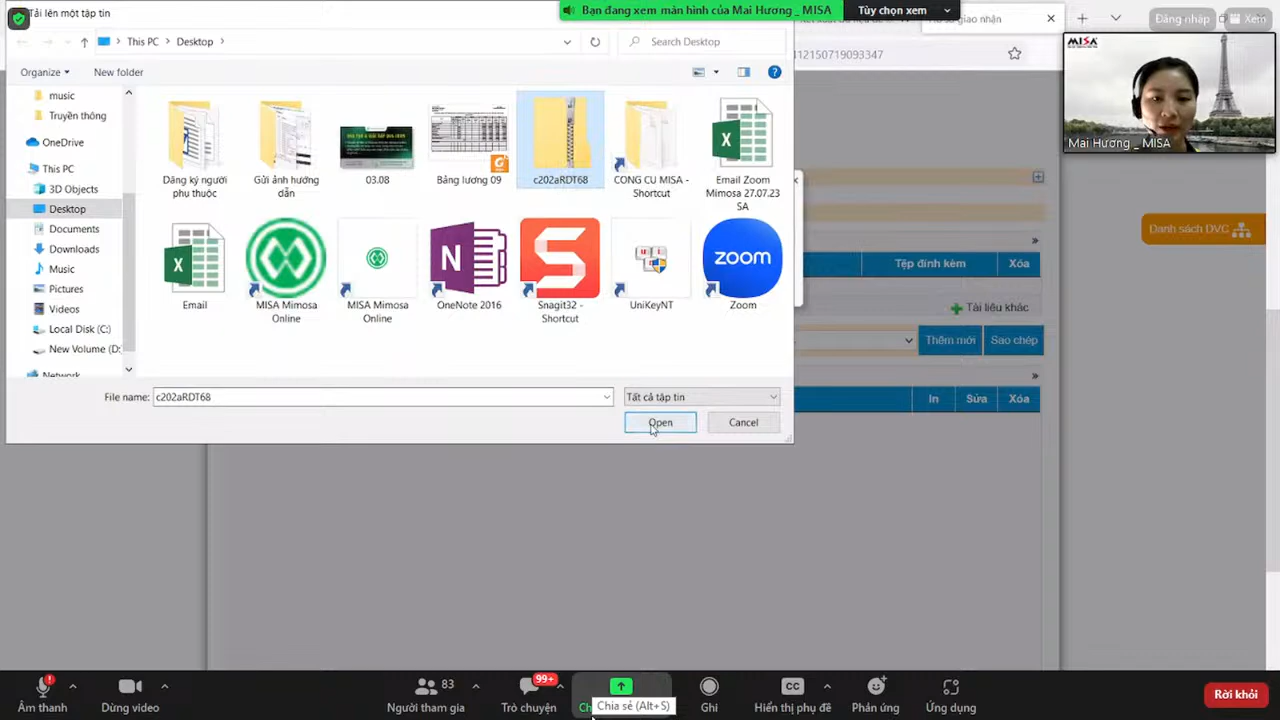 Tải lên một tập tin
Bạn đang xem màn hình của Mai Hương _ MISA
Tùy chọn xem
Hồ sơ giao nhận
Đăng nhập
Xem
This PC
Desktop
Search Desktop
12150719093347
MISA
Organize
New folder
music
Truyền thông
OneDrive
This PC
3D Objects
Desktop
Documents
Downloads
Music
Pictures
Videos
Local Disk (C:)
New Volume (D:
Network
Đăng ký người phụ thuộc
Gửi ảnh hướng dẫn
03.08
Bảng lương 09
c202aRDT68
CONG CU MISA - Shortcut
Email Zoom Mimosa 27.07.23 SA
Email
MISA Mimosa Online
MISA Mimosa Online
OneNote 2016
Snagit32 - Shortcut
UniKeyNT
zoom
Zoom
Mai Hương _ MISA
Danh sách DVC
Tệp đính kèm
Xóa
Tài liệu khác
Thêm mới
Sao chép
In
Sửa
Xóa
File name:
c202aRDT68
Tất cả tập tin
Open
Cancel
Âm thanh
Dừng video
83
Người tham gia
99+
Trò chuyện
Chia sẻ (Alt+S)
Ghi
CC
Hiển thị phụ đề
Phản ứng
Ứng dụng
Rời khỏi